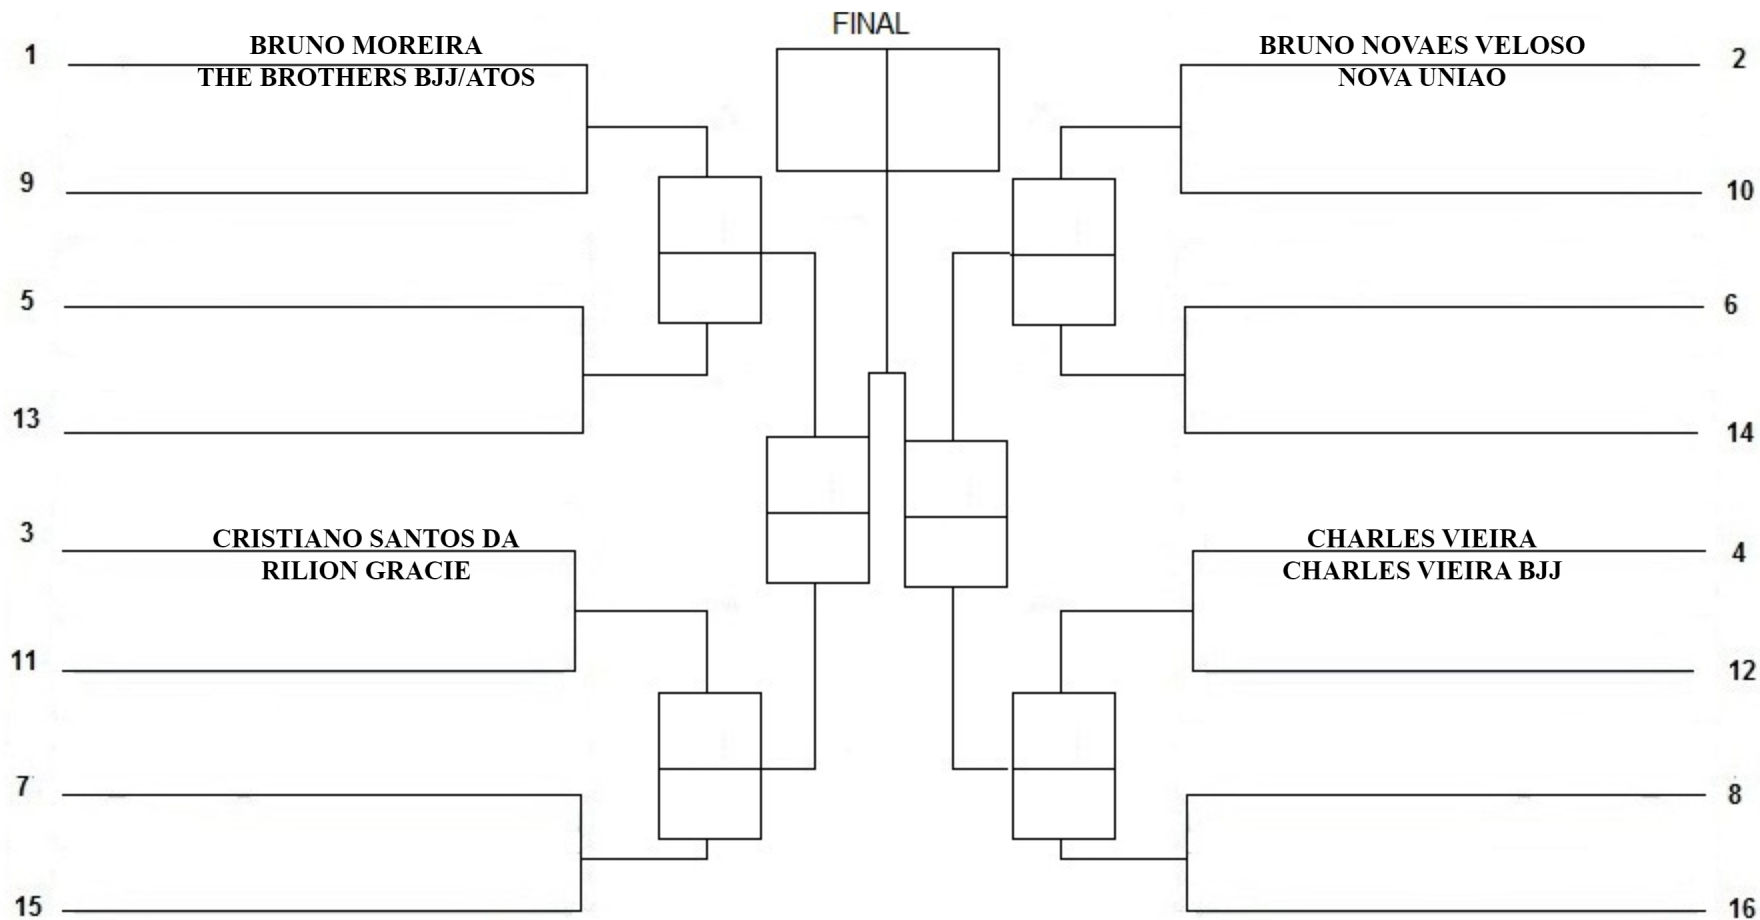 FINAL
1
BRUNO MOREIRA
THE BROTHERS BJJ/ATOS
9
5
13
3
CRISTIANO SANTOS DA
RILION GRACIE
11
7
15
BRUNO NOVAES VELOSO
NOVA UNIAO
2
10
6
14
CHARLES VIEIRA
CHARLES VIEIRA BJJ
4
12
8
16